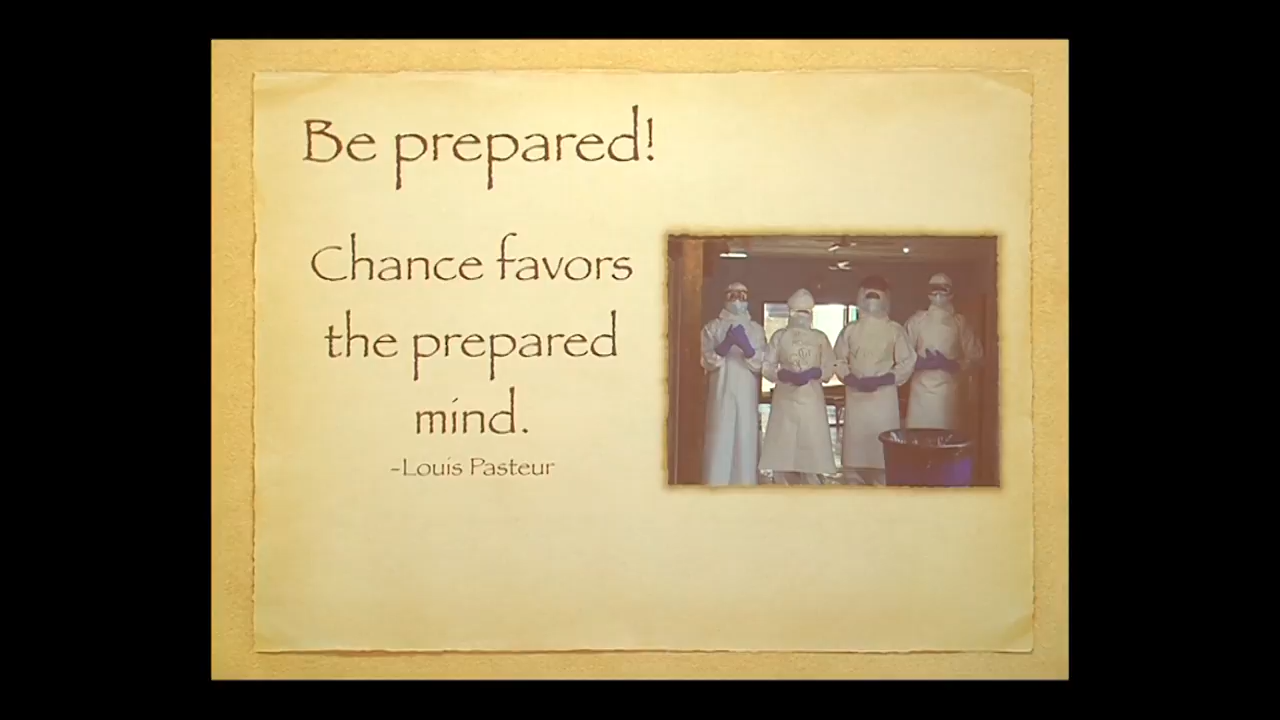 Be prepared!
Chance favors
the prepared
mind.
-Louis Pasteur